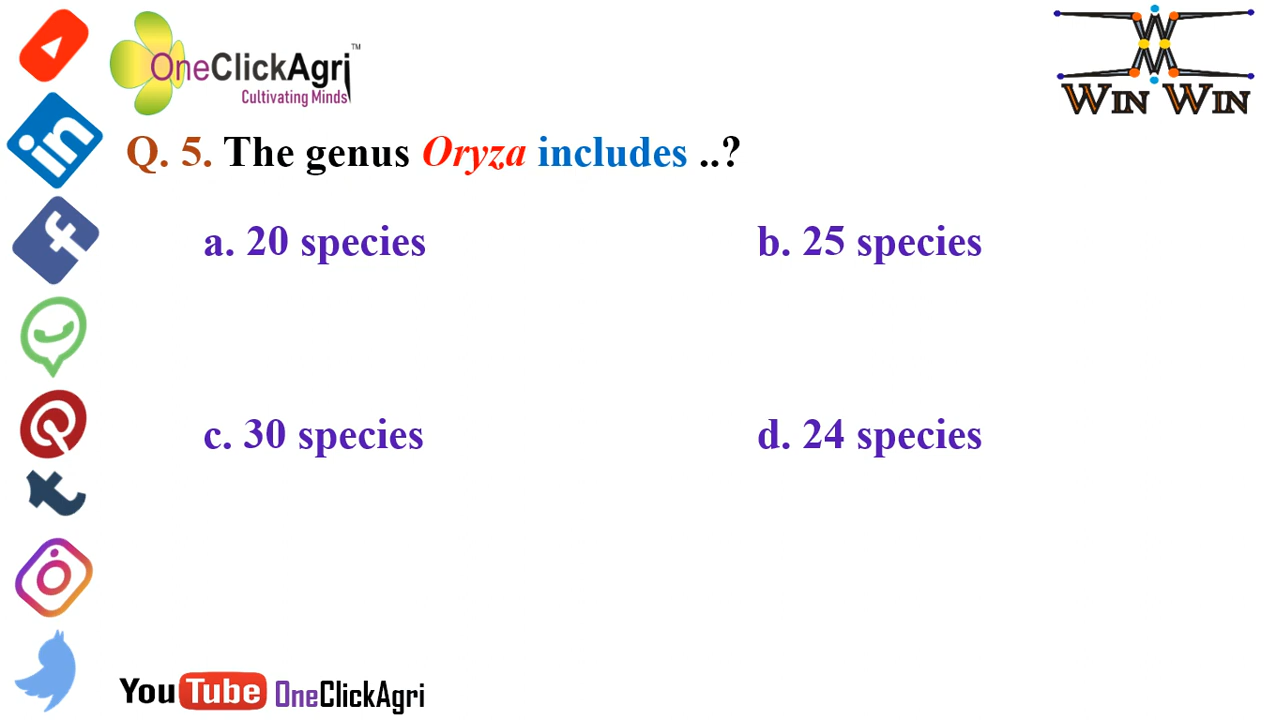 OneClickAgri™
Cultivating Minds
WIN WIN
Q. 5. The genus Oryza includes ..?
a. 20 species
b. 25 species
c. 30 species
d. 24 species
YouTube OneClickAgri